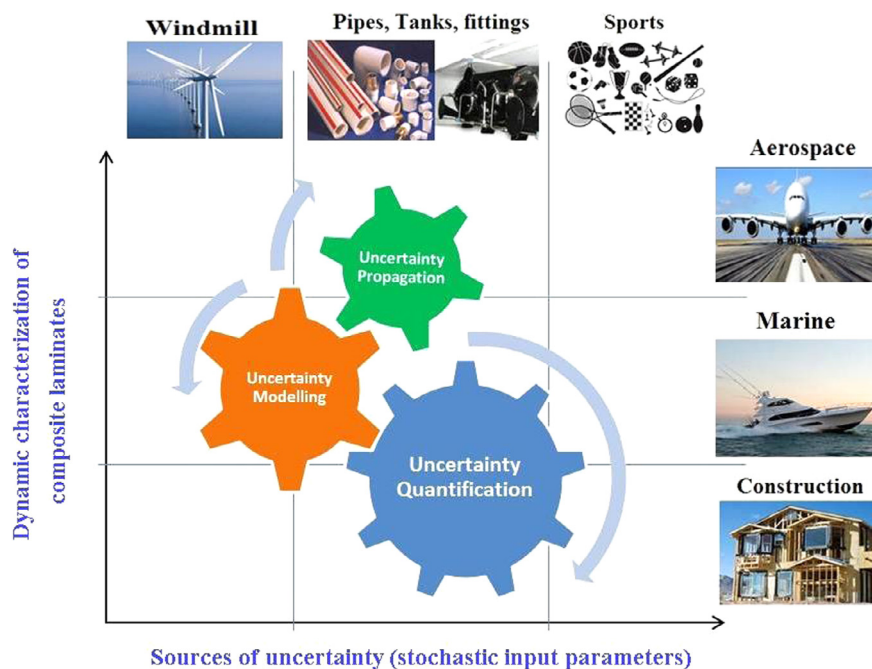 Windmill
Pipes, Tanks, fittings
Sports
Aerospace
Marine
Construction
Uncertainty
Propagation
Uncertainty
Modelling
Uncertainty
Quantification
Dynamic characterization of
composite laminates
Sources of uncertainty (stochastic input parameters)